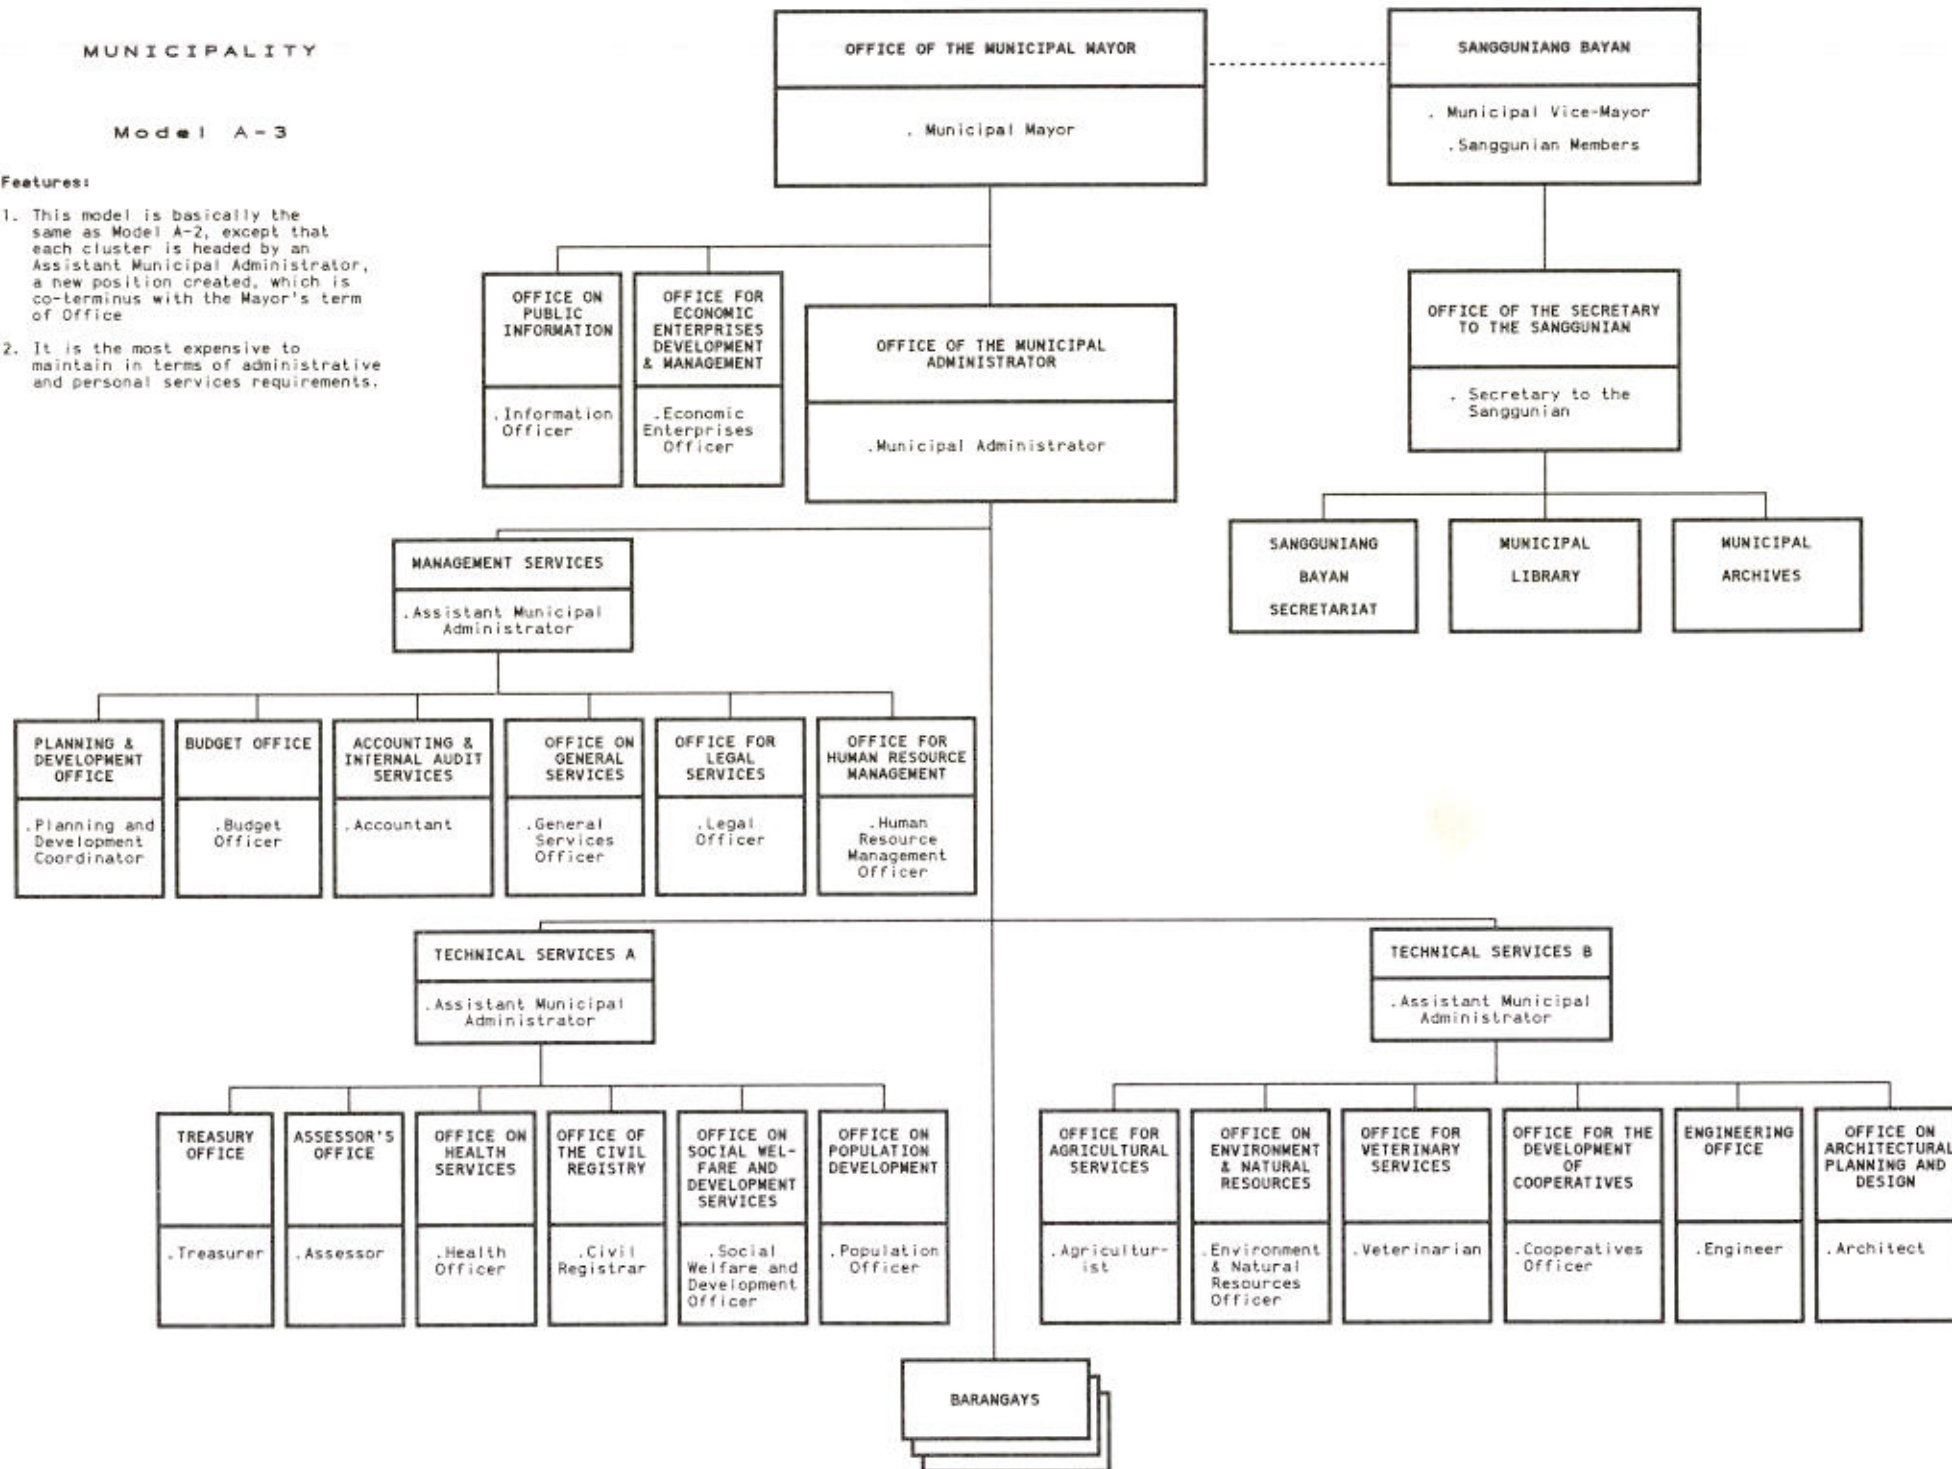 MUNICIPALITY
Model A-3
Features:
1. This model is basically the
same as Model A-2, except that
each cluster is headed by an
Assistant Municipal Administrator,
a new position created, which is
co-terminus with the Mayor's term
of Office
2. It is the most expensive to
maintain in terms of administrative
and personal services requirements.
OFFICE OF THE MUNICIPAL MAYOR
. Municipal Mayor
SANGGUNIANG BAYAN
. Municipal Vice-Mayor
.Sanggunian Members
OFFICE ON
PUBLIC
INFORMATION
.Information
Officer
OFFICE FOR
ECONOMIC
ENTERPRISES
DEVELOPMENT
& MANAGEMENT
.Economic
Enterprises
Officer
OFFICE OF THE MUNICIPAL
ADMINISTRATOR
.Municipal Administrator
OFFICE OF THE SECRETARY
TO THE SANGGUNIAN
. Secretary to the
Sanggunian
SANGGUNIANG
BAYAN
SECRETARIAT
MUNICIPAL
LIBRARY
MUNICIPAL
ARCHIVES
MANAGEMENT SERVICES
.Assistant Municipal
Administrator
PLANNING &
DEVELOPMENT
OFFICE
.Planning and
Development
Coordinator
BUDGET OFFICE
.Budget
Officer
ACCOUNTING &
INTERNAL AUDIT
SERVICES
.Accountant
OFFICE ON
GENERAL
SERVICES
.General
Services
Officer
OFFICE FOR
LEGAL
SERVICES
.Legal
Officer
OFFICE FOR
HUMAN RESOURCE
MANAGEMENT
.Human
Resource
Management
Officer
TECHNICAL SERVICES A
.Assistant Municipal
Administrator
TECHNICAL SERVICES B
.Assistant Municipal
Administrator
TREASURY
OFFICE
.Treasurer
ASSESSOR'S
OFFICE
.Assessor
OFFICE ON
HEALTH
SERVICES
.Health
Officer
OFFICE OF
THE CIVIL
REGISTRY
.Civil
Registrar
OFFICE ON
SOCIAL WEL-
FARE AND
DEVELOPMENT
SERVICES
.Social
Welfare and
Development
Officer
OFFICE ON
POPULATION
DEVELOPMENT
.Population
Officer
OFFICE FOR
AGRICULTURAL
SERVICES
.Agricultur-
ist
OFFICE ON
ENVIRONMENT
& NATURAL
RESOURCES
.Environment
& Natural
Resources
Officer
OFFICE FOR
VETERINARY
SERVICES
.Veterinarian
OFFICE FOR THE
DEVELOPMENT
OF
COOPERATIVES
.Cooperatives
Officer
ENGINEERING
OFFICE
.Engineer
OFFICE ON
ARCHITECTURAL
PLANNING AND
DESIGN
.Architect
BARANGAYS